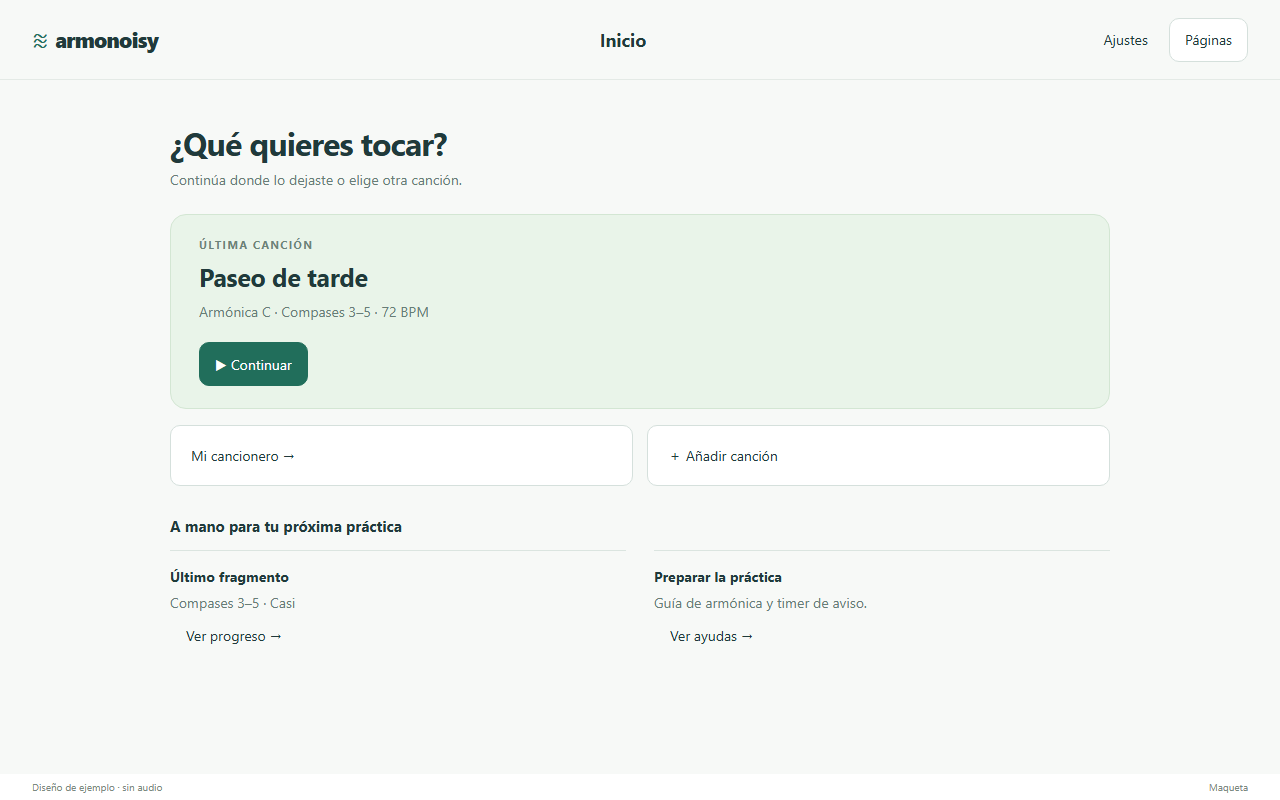 armonoisy
Inicio
Ajustes
Páginas
¿Qué quieres tocar?
Continúa donde lo dejaste o elige otra canción.
ÚLTIMA CANCIÓN
Paseo de tarde
Armónica C · Compases 3–5 · 72 BPM
▶ Continuar
Mi cancionero →
+ Añadir canción
A mano para tu próxima práctica
Último fragmento
Compases 3–5 · Casi
Ver progreso →
Preparar la práctica
Guía de armónica y timer de aviso.
Ver ayudas →
Diseño de ejemplo · sin audio
Maqueta